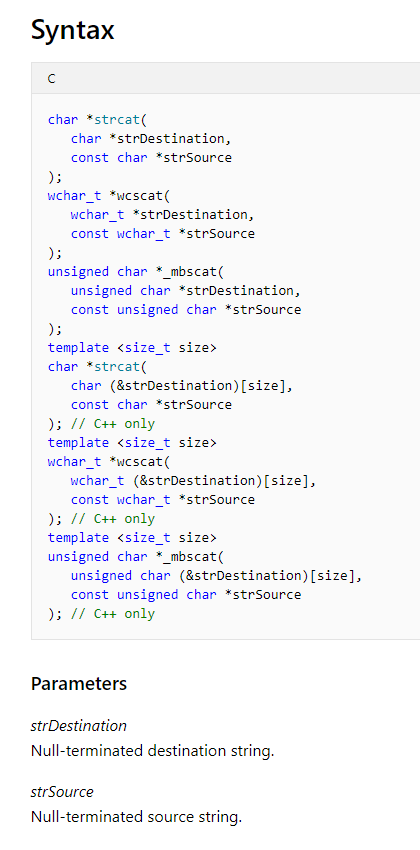 Syntax
C
char *strcat(
   char *strDestination,
   const char *strSource
);
wchar_t *wcscat(
   wchar_t *strDestination,
   const wchar_t *strSource
);
unsigned char *_mbscat(
   unsigned char *strDestination,
   const unsigned char *strSource
);
template <size_t size>
char *strcat(
   char (&strDestination)[size],
   const char *strSource
); // C++ only
template <size_t size>
wchar_t *wcscat(
   wchar_t (&strDestination)[size],
   const wchar_t *strSource
); // C++ only
template <size_t size>
unsigned char *_mbscat(
   unsigned char (&strDestination)[size],
   const unsigned char *strSource
); // C++ only
Parameters
strDestination
Null-terminated destination string.
strSource
Null-terminated source string.